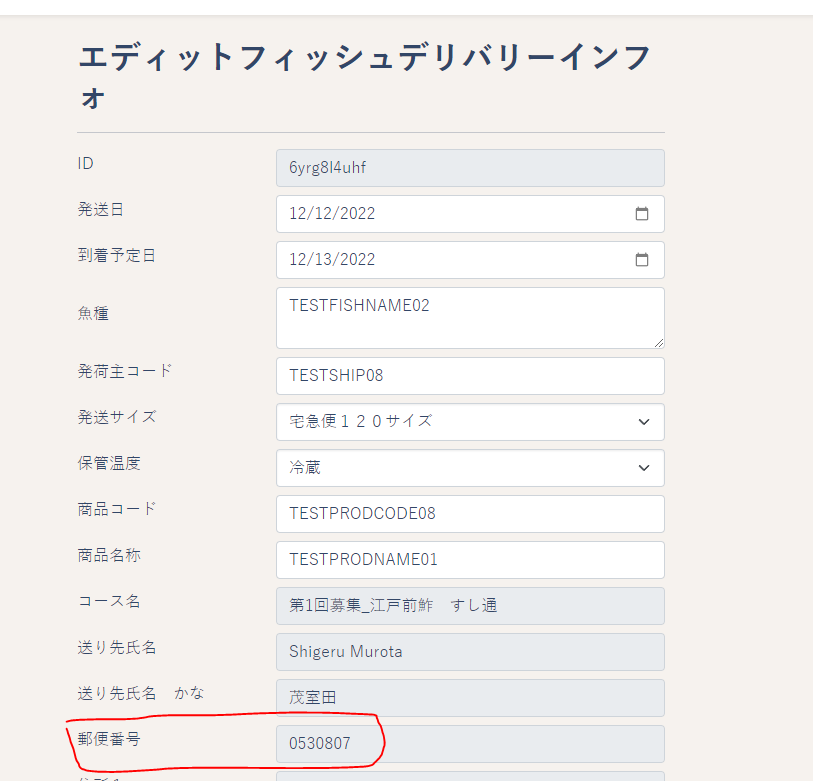 エディットフィッシュデリバリーインフ
ォ
ID
6yrg8l4uhf
発送日
12/12/2022
到着予定日
12/13/2022
魚種
TESTFISHNAME02
発荷主コード
TESTSHIP08
発送サイズ
宅急便１２０サイズ
保管温度
冷蔵
商品コード
TESTPRODCODE08
商品名称
TESTPRODNAME01
コース名
第1回募集_江戸前鮓　すし通
送り先氏名
Shigeru Murota
送り先氏名　かな
茂室田
郵便番号
0530807